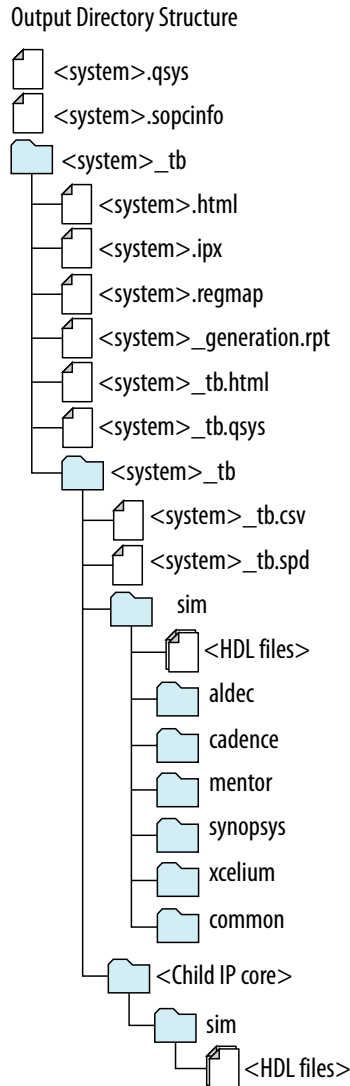 Output Directory Structure
<system>.qsys
<system>.sopcinfo
<system>_tb
<system>.html
<system>.ipx
<system>.regmap
<system>_generation.rpt
<system>_tb.html
<system>_tb.qsys
<system>_tb
<system>_tb.csv
<system>_tb.spd
sim
<HDL files>
aldec
cadence
mentor
synopsys
xcelium
common
<Child IP core>
sim
<HDL files>